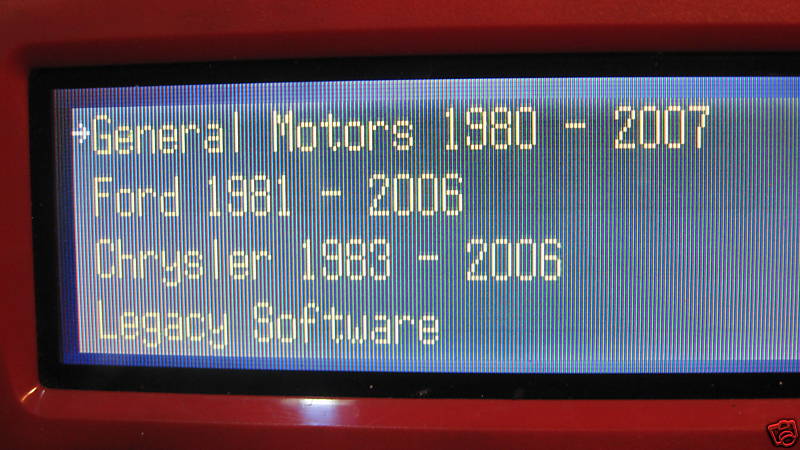 →General Motors 1980 - 2007
Ford 1981 - 2006
Chrysler 1983 - 2006
Legacy Software